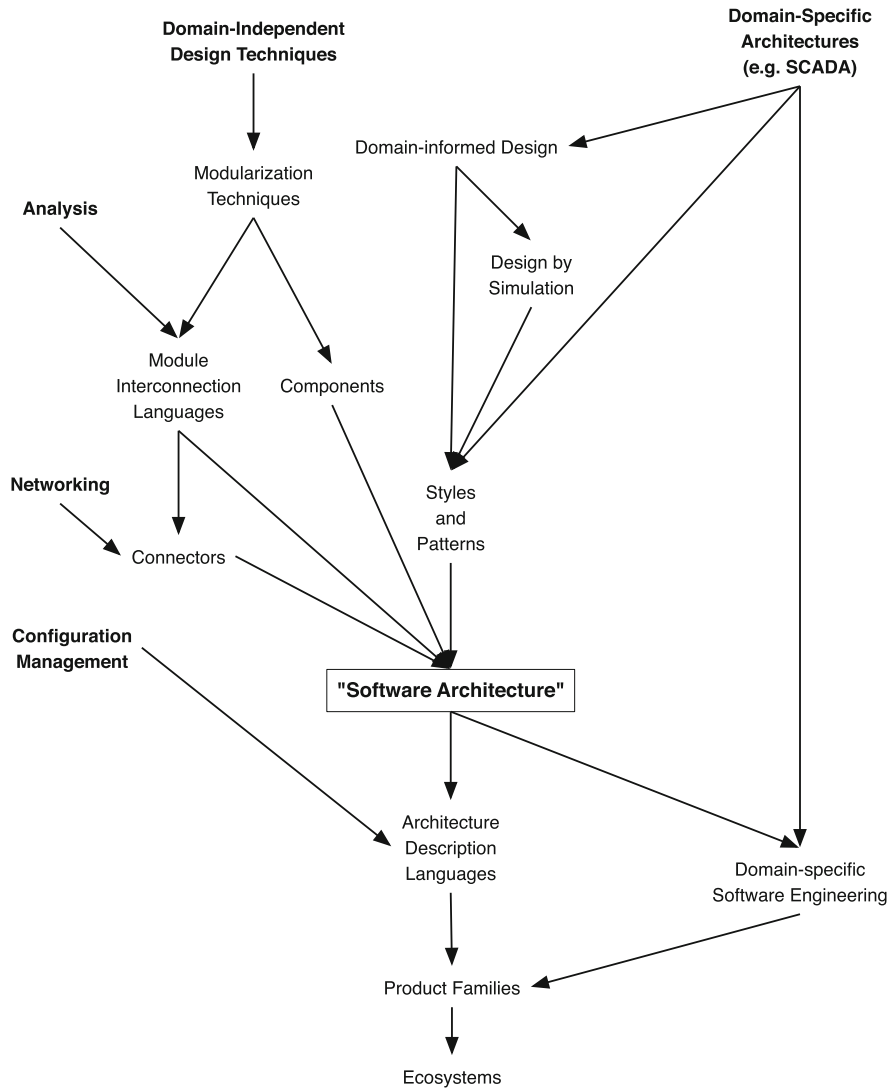 Domain-Independent
Design Techniques
Domain-Specific
Architectures
(e.g. SCADA)
Domain-informed Design
Modularization
Techniques
Analysis
Design by
Simulation
Module
Interconnection
Languages
Components
Networking
Styles
and
Patterns
Connectors
Configuration
Management
"Software Architecture"
Architecture
Description
Languages
Domain-specific
Software Engineering
Product Families
Ecosystems